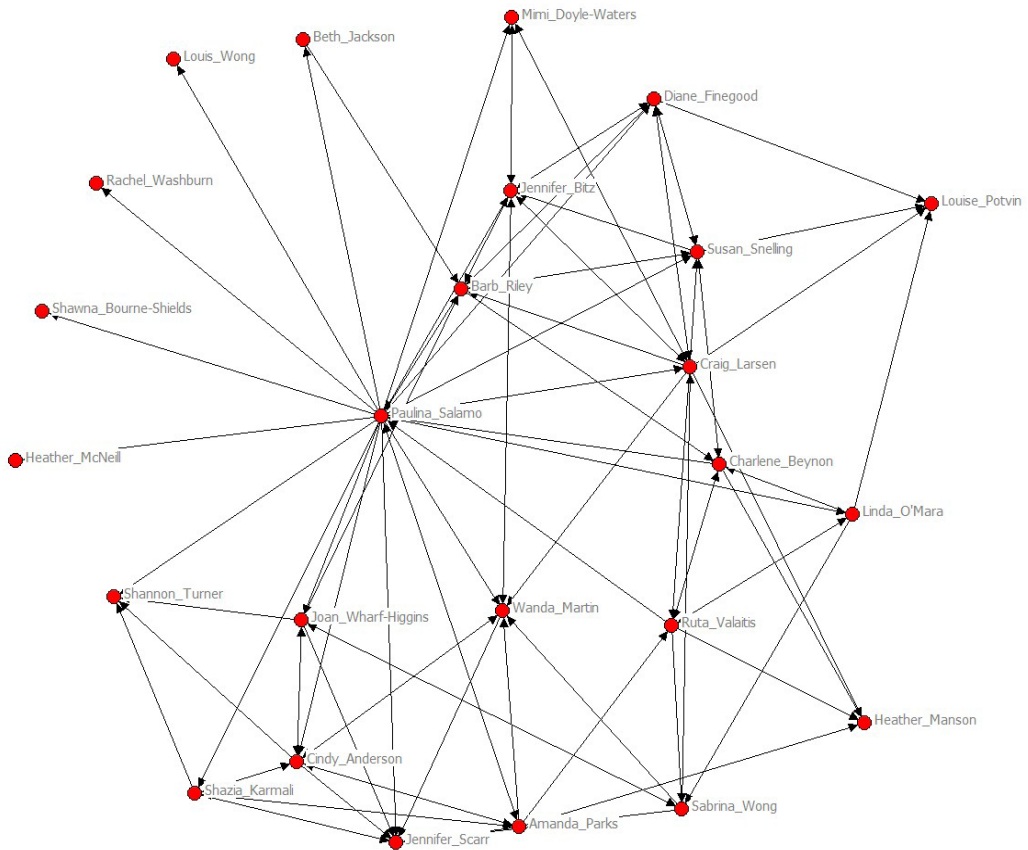 Mimi_Doyle-Waters
Beth_Jackson
Louis_Wong
Diane_Finegood
Rachel_Washburn
Jennifer_Bitz
Louise_Potvin
Susan_Snelling
Barb_Riley
Shawna_Bourne-Shields
Craig_Larsen
Paulina_Salamo
Heather_McNeil
Charlene_Beynon
Linda_O'Mara
Shannon_Turner
Wanda_Martin
Joan_Wharf-Higgins
Ruta_Valaitis
Heather_Manson
Cindy_Anderson
Shazia_Karmali
Sabrina_Wong
Amanda_Parks
Jennifer_Scarr